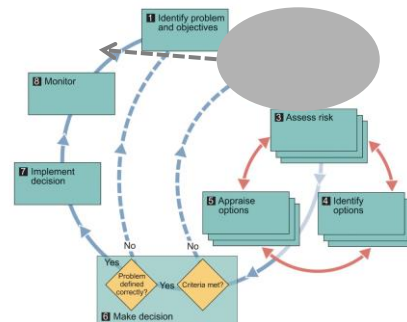 1 Identify problem
and objectives
8 Monitor
3 Assess risk
7 Implement
decision
5 Appraise
options
4 Identify
options
No
No
Yes
Problem
defined
correctly?
Yes
Criteria met?
6 Make decision